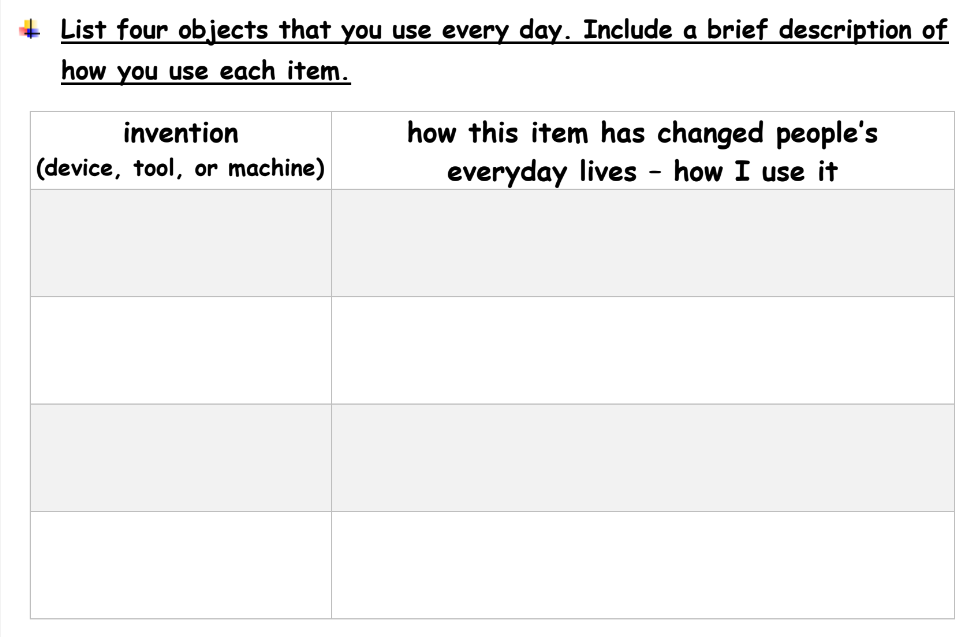 List four objects that you use every day. Include a brief description of
how you use each item.
invention
(device, tool, or machine)
how this item has changed people’s
everyday lives – how I use it